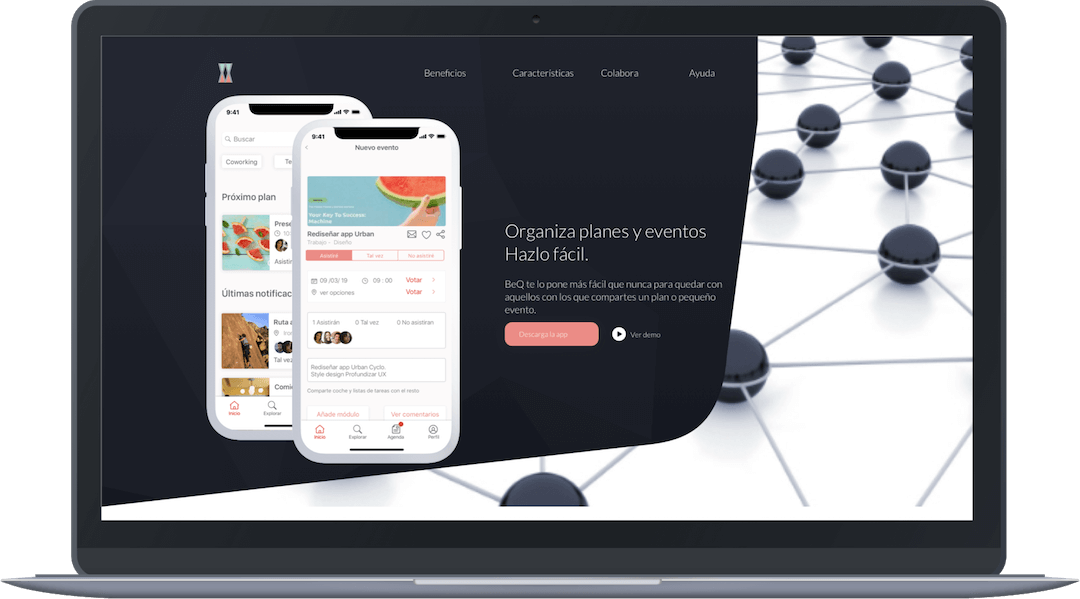 Beneficios
Características
Colabora
Ayuda
9:41
Buscar
Coworking
Te
Próximo plan
Prese
10
Asistir
Últimas notificac
Ruta a
Tal vez
Comi
Inicio
Explorar
9:41
Nuevo evento
Your Key To Success
Machine
Rediseñar app Urban
Trabajo - Diseño
Asistiré
Tal vez
No asistiré
09 /03/ 19
09 : 00
Votar
ver opciones
Votar
1 Asistirán
0 Tal vez
0 No asistiran
Rediseñar app Urban Cyclo.
Style design Profundizar UX
Comparte coche y listas de tareas con el resto
Añade módulo
Ver comentarios
Inicio
Explorar
Agenda
Perfil
Organiza planes y eventos
Hazlo fácil.
BeQ te lo pone más fácil que nunca para quedar con
aquellos con los que compartes un plan o pequeño
evento.
Descarga la app
Ver demo